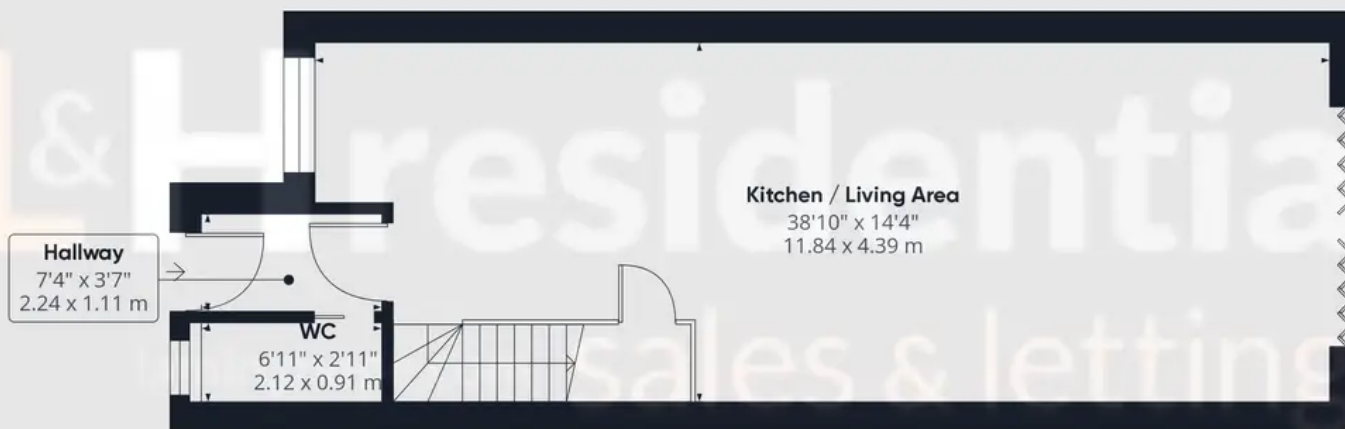 L&H residentia
sales & letting
Kitchen / Living Area
38'10" x 14'4"
11.84 x 4.39 m
Hallway
7'4" x 3'7"
2.24 x 1.11 m
WC
6'11" x 2'11"
2.12 x 0.91 m